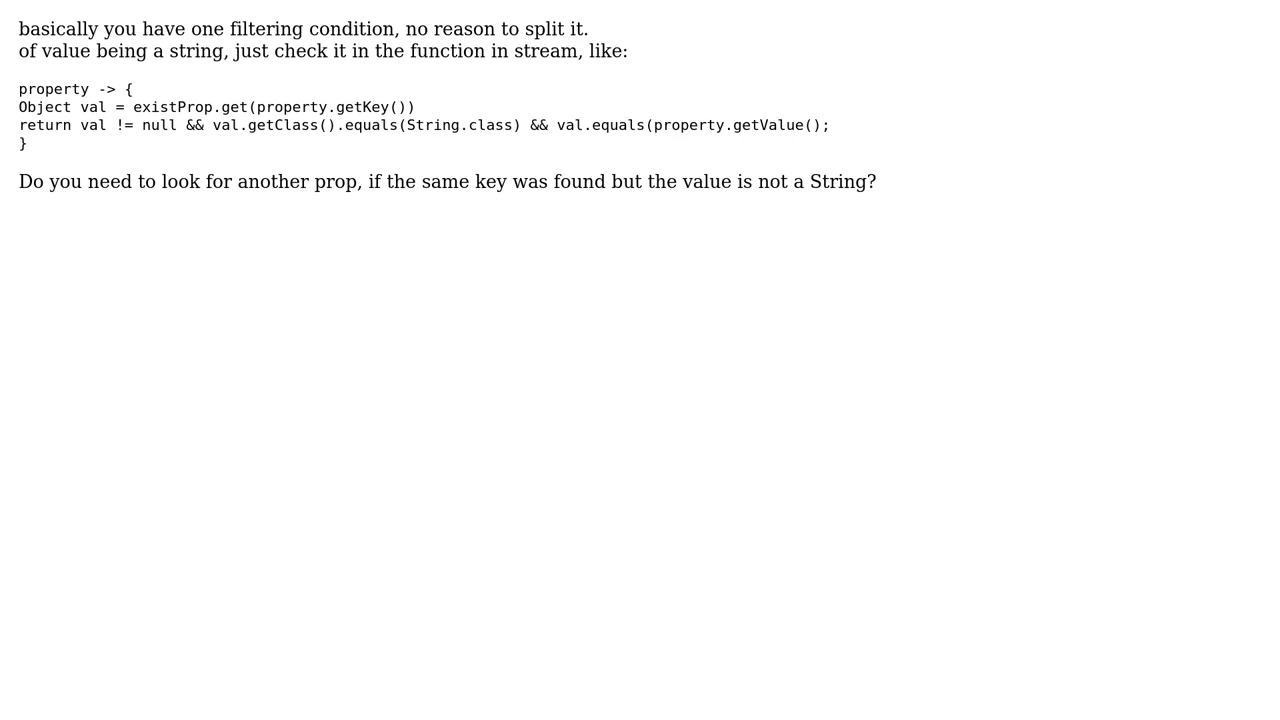 basically you have one filtering condition, no reason to split it.
of value being a string, just check it in the function in stream, like:
property -> {
Object val = existProp.get(property.getKey())
return val != null && val.getClass().equals(String.class) && val.equals(property.getValue();
}
Do you need to look for another prop, if the same key was found but the value is not a String?